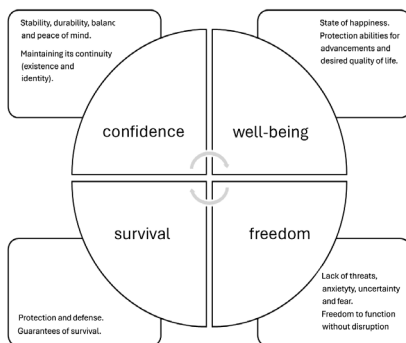 Stability, durability, balanc
and peace of mind.
Maintaining its continuity
(existence and
identity).
State of happiness.
Protection abilities for
advancements and
desired quality of life.
confidence
well-being
survival
freedom
Protection and defense.
Guarantees of survival.
Lack of threats,
anxietyty, uncertainty
and fear.
Freedom to function
without disruption